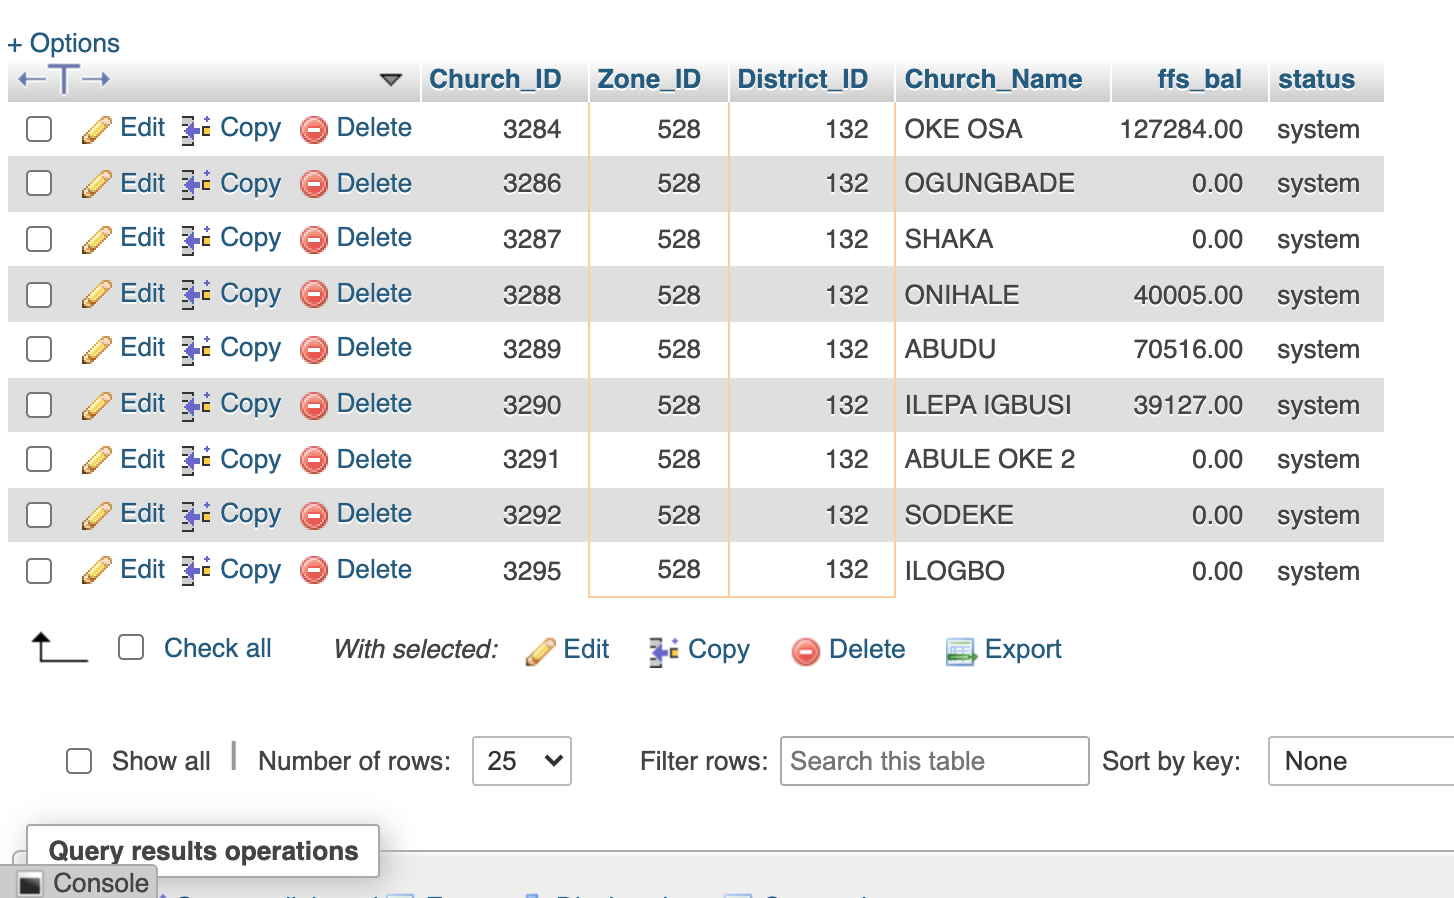 + Options
←T→ Church_ID Zone_ID District_ID Church_Name ffs_bal status
Edit Copy Delete 3284 528 132 OKE OSA 127284.00 system
Edit Copy Delete 3286 528 132 OGUNGBADE 0.00 system
Edit Copy Delete 3287 528 132 SHAKA 0.00 system
Edit Copy Delete 3288 528 132 ONIHALE 40005.00 system
Edit Copy Delete 3289 528 132 ABUDU 70516.00 system
Edit Copy Delete 3290 528 132 ILEPA IGBUSI 39127.00 system
Edit Copy Delete 3291 528 132 ABULE OKE 2 0.00 system
Edit Copy Delete 3292 528 132 SODEKE 0.00 system
Edit Copy Delete 3295 528 132 ILOGBO 0.00 system
Check all With selected: Edit Copy Delete Export
Show all | Number of rows: 25 Filter rows: Search this table Sort by key: None
Query results operations
Console